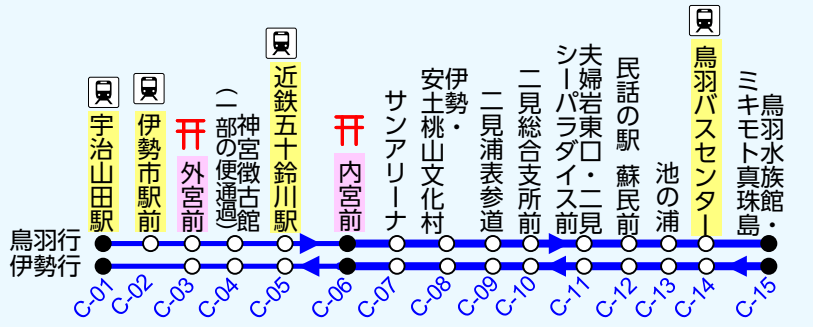 宇治山田駅
伊勢市駅前
外宮前
神宮徴古館
（一部の便通過）
近鉄五十鈴川駅
内宮前
サンアリーナ
伊勢・
安土桃山文化村
二見浦表参道
二見総合支所前
夫婦岩東口・二見
シーパラダイス前
民話の駅 蘇民前
池の浦
鳥羽バスセンター
鳥羽水族館・
ミキモト真珠島
鳥羽行
伊勢行
C-01
C-02
C-03
C-04
C-05
C-06
C-07
C-08
C-09
C-10
C-11
C-12
C-13
C-14
C-15